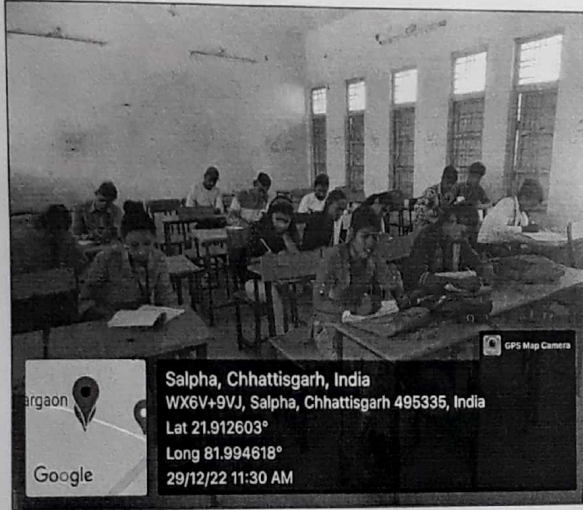 GPS Map Camera
Salpha, Chhattisgarh, India
WX6V+9VJ, Salpha, Chhattisgarh 495335, India
Lat 21.912603°
Long 81.994618°
29/12/22 11:30 AM
argaon
Google